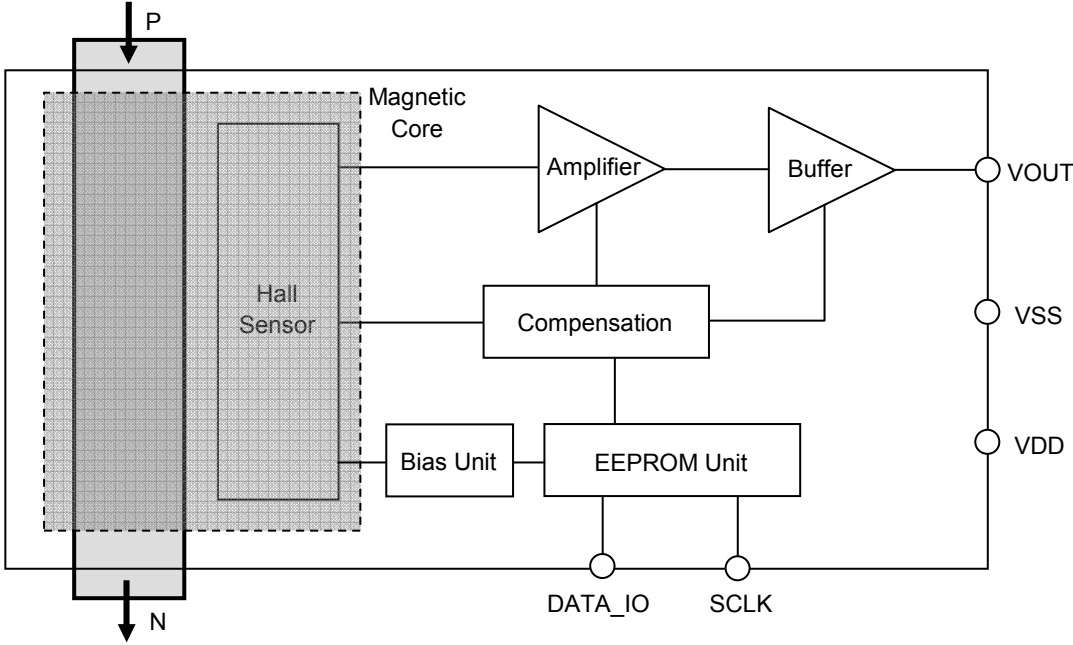 P
Magnetic
Core
Amplifier
Buffer
VOUT
Hall
Sensor
Compensation
VSS
VDD
Bias Unit
EEPROM Unit
DATA_IO
SCLK
N